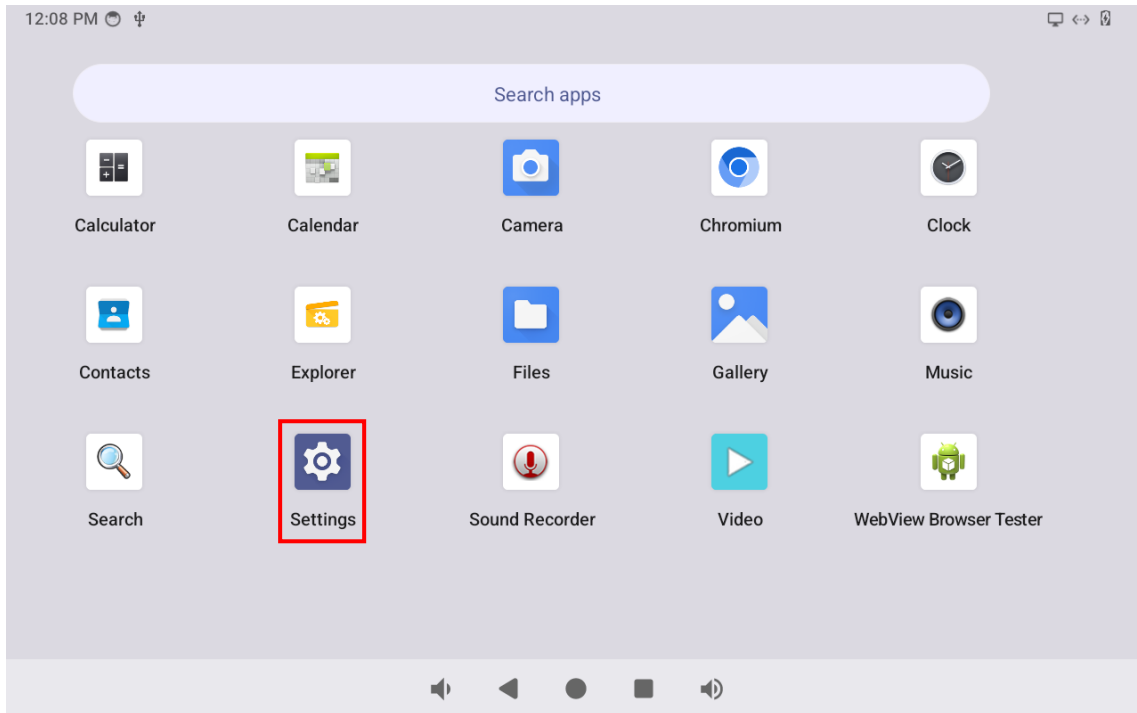 12:08 PM
Search apps
Calculator Calendar Camera Chromium Clock
Contacts Explorer Files Gallery Music
Search Settings Sound Recorder Video WebView Browser Tester